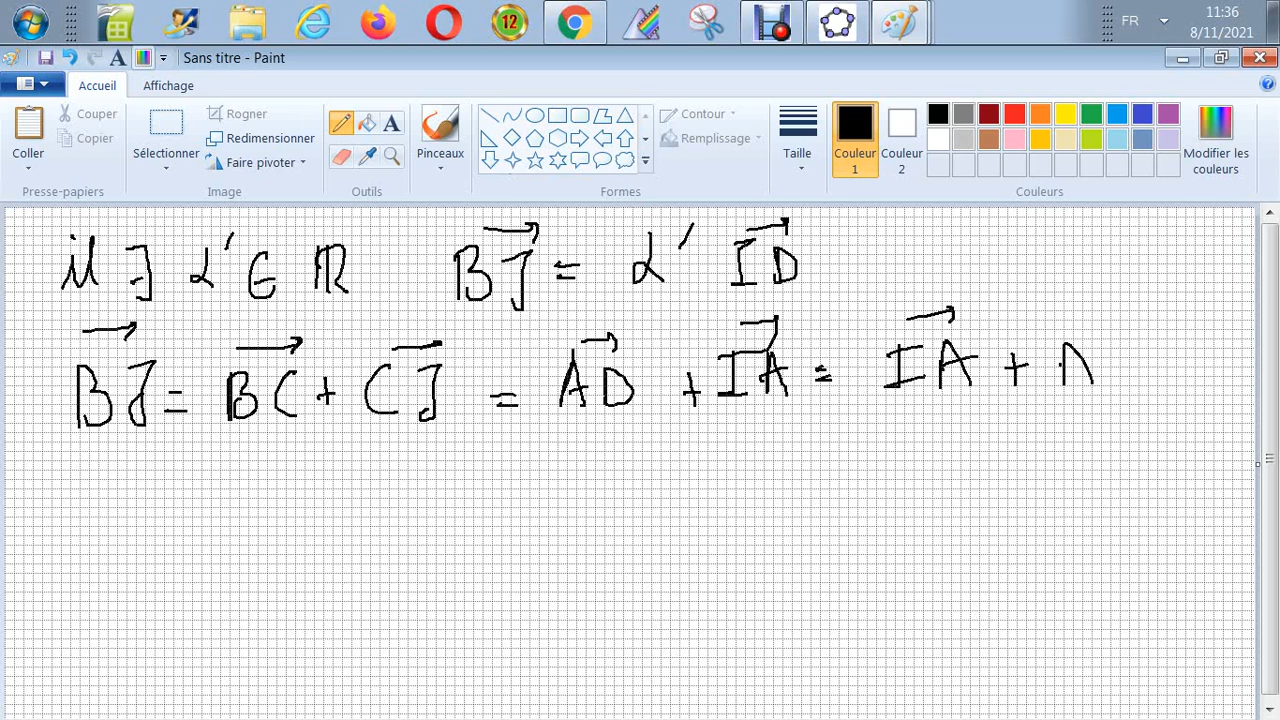 FR
11:36
8/11/2021
12
Sans titre - Paint
Accueil Affichage
Coller
Couper
Copier
Presse-papiers
Sélectionner
Rogner
Redimensionner
Faire pivoter
Image
Outils
Pinceaux
Contour
Remplissage
Formes
Taille
Couleur 1
Couleur 2
Modifier les couleurs
Couleurs
∃ α' ∈ ℝ BJ⃗ = α' ID⃗
BJ⃗ = BC⃗ + CJ⃗ = AD⃗ + IA⃗ = IA⃗ +